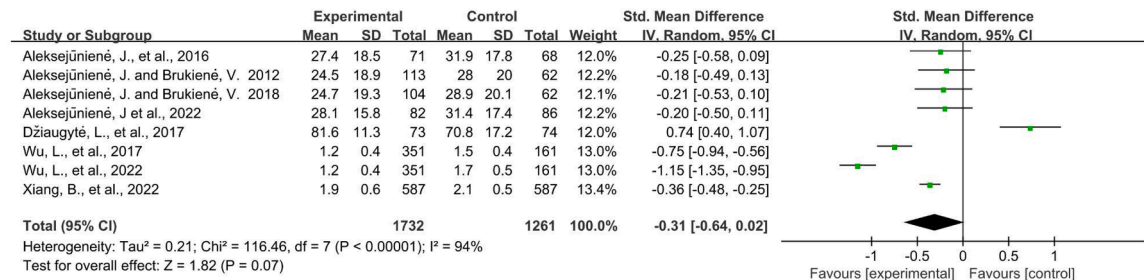 Experimental Control Std. Mean Difference Std. Mean Difference
Study or Subgroup Mean SD Total Mean SD Total Weight IV, Random, 95% CI IV, Random, 95% CI
Aleksejūnienė, J., et al., 2016 27.4 18.5 71 31.9 17.8 68 12.0% -0.25 [-0.58, 0.09]
Aleksejūnienė, J. and Brukienė, V. 2012 24.5 18.9 113 28 20 62 12.0% -0.18 [-0.49, 0.13]
Aleksejūnienė, J. and Brukienė, V. 2018 24.7 19.3 104 28.9 20.1 62 12.1% -0.21 [-0.53, 0.10]
Aleksejūnienė, J et al., 2022 28.1 15.8 82 31.4 17.4 86 12.0% -0.20 [-0.50, 0.11]
Džiaugytė, L., et al., 2017 81.6 11.3 73 70.8 17.2 74 12.0% 0.74 [0.40, 1.07]
Wu, L., et al., 2017 1.2 0.4 351 1.5 0.4 161 13.0% -0.75 [-0.94, -0.56]
Wu, L., et al., 2022 1.2 0.4 351 1.7 0.5 161 13.0% -1.15 [-1.35, -0.95]
Xiang, B., et al., 2022 1.9 0.6 587 2.1 0.5 587 13.4% -0.36 [-0.48, -0.25]
Total (95% CI) 1732 1261 100.0% -0.31 [-0.64, 0.02]
Heterogeneity: Tau² = 0.21; Chi² = 116.46, df = 7 (P < 0.00001); I² = 94%
Test for overall effect: Z = 1.82 (P = 0.07)
-1 -0.5 0 0.5 1
Favours [experimental] Favours [control]